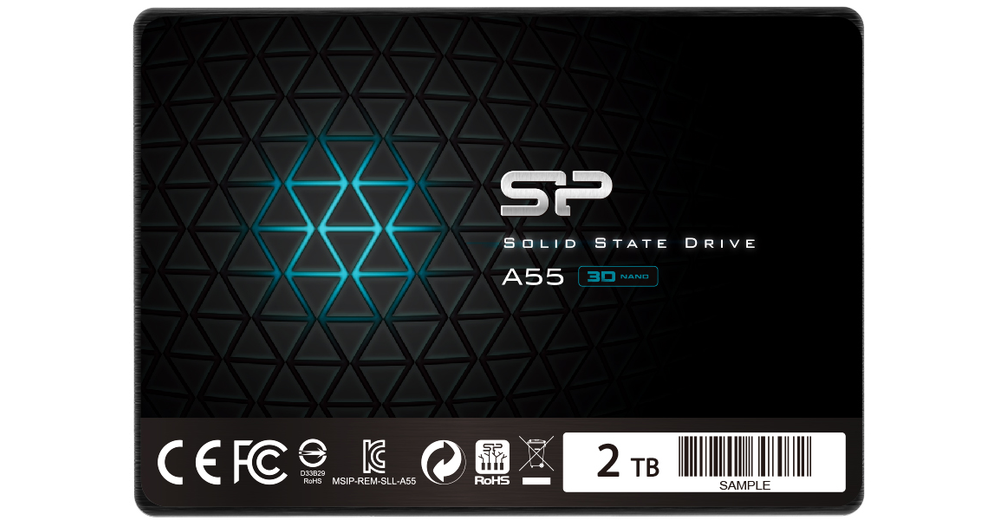 SP
SOLID STATE DRIVE
A55 3D NAND
CE FC
D33B29
RoHS
MSIP-REM-SLL-A55
SP
RoHS
2 TB
SAMPLE